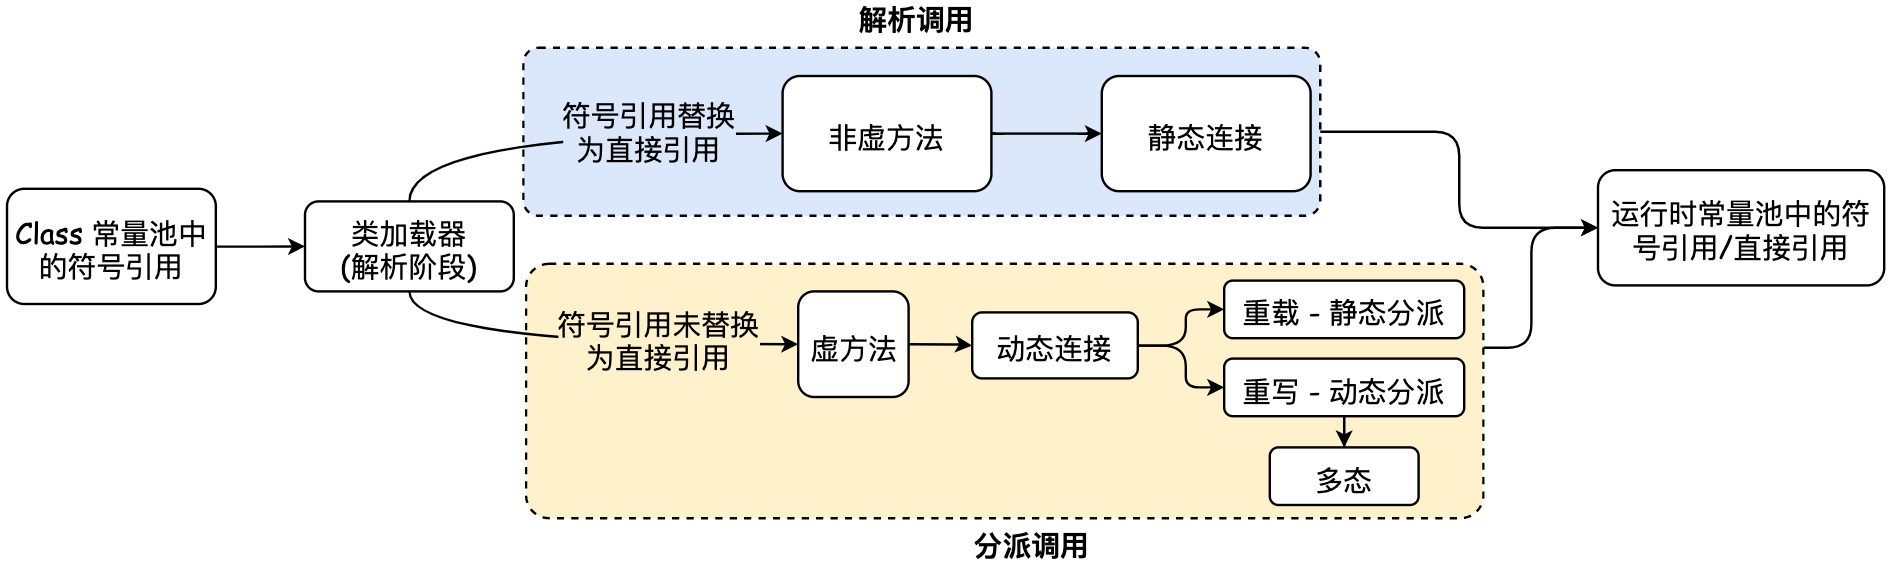 解析调用
符号引用替换
为直接引用
非虚方法
静态连接
Class 常量池中
的符号引用
类加载器
(解析阶段)
运行时常量池中的符
号引用/直接引用
符号引用未替换
为直接引用
虚方法
动态连接
重载 - 静态分派
重写 - 动态分派
多态
分派调用